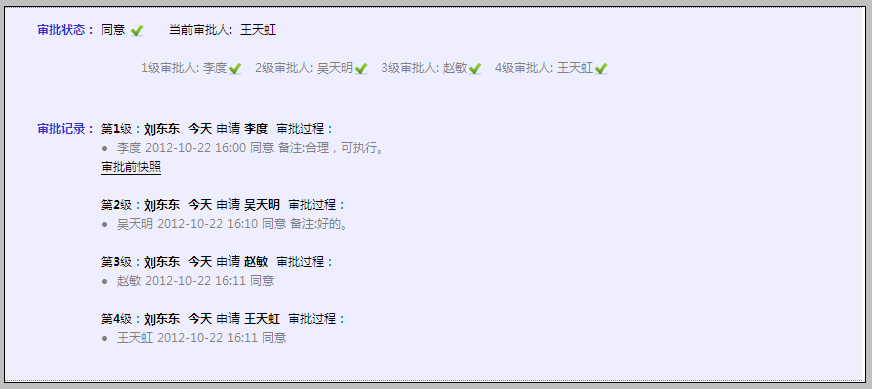 审批状态： 同意 当前审批人: 王天虹
1级审批人: 李度 2级审批人: 吴天明 3级审批人: 赵敏 4级审批人: 王天虹
审批记录： 第1级：刘东东 今天 申请 李度 审批过程：
● 李度 2012-10-22 16:00 同意 备注:合理，可执行。
审批前快照
第2级：刘东东 今天 申请 吴天明 审批过程：
● 吴天明 2012-10-22 16:10 同意 备注:好的。
第3级：刘东东 今天 申请 赵敏 审批过程：
● 赵敏 2012-10-22 16:11 同意
第4级：刘东东 今天 申请 王天虹 审批过程：
● 王天虹 2012-10-22 16:11 同意